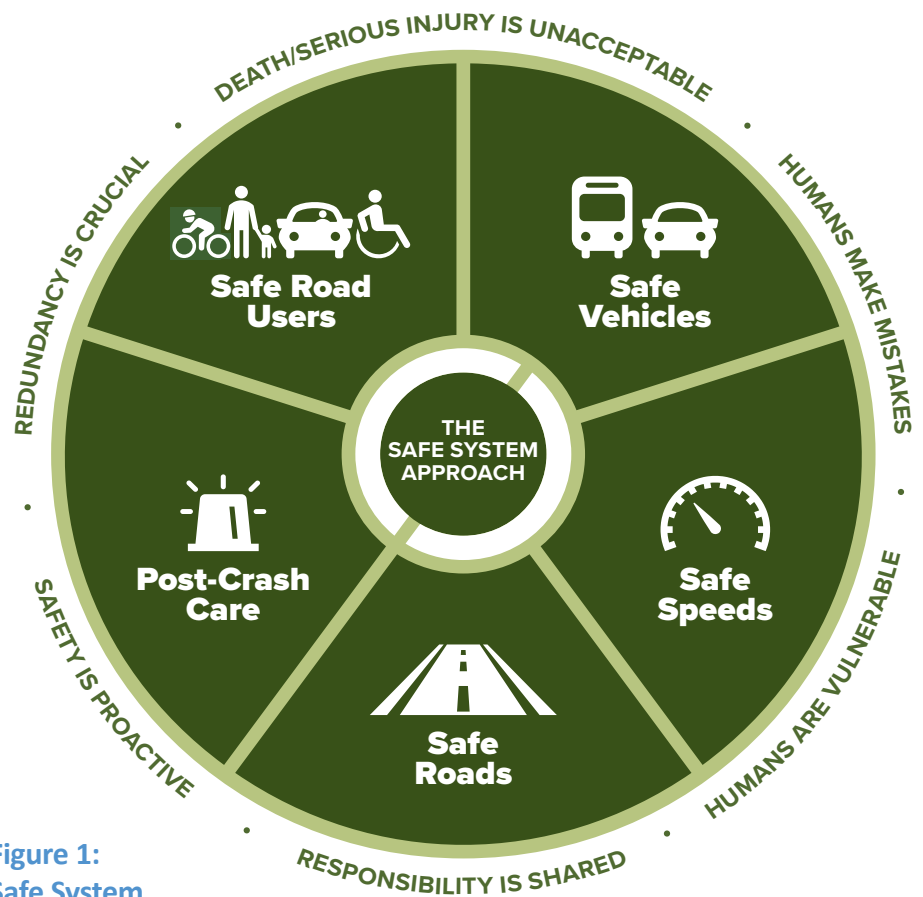 DEATH/SERIOUS INJURY IS UNACCEPTABLE
HUMANS MAKE MISTAKES
HUMANS ARE VULNERABLE
RESPONSIBILITY IS SHARED
SAFETY IS PROACTIVE
REDUNDANCY IS CRUCIAL
Safe Road
Users
Safe
Vehicles
THE
SAFE SYSTEM
APPROACH
Post-Crash
Care
Safe
Speeds
Safe
Roads
Figure 1:
Safe System